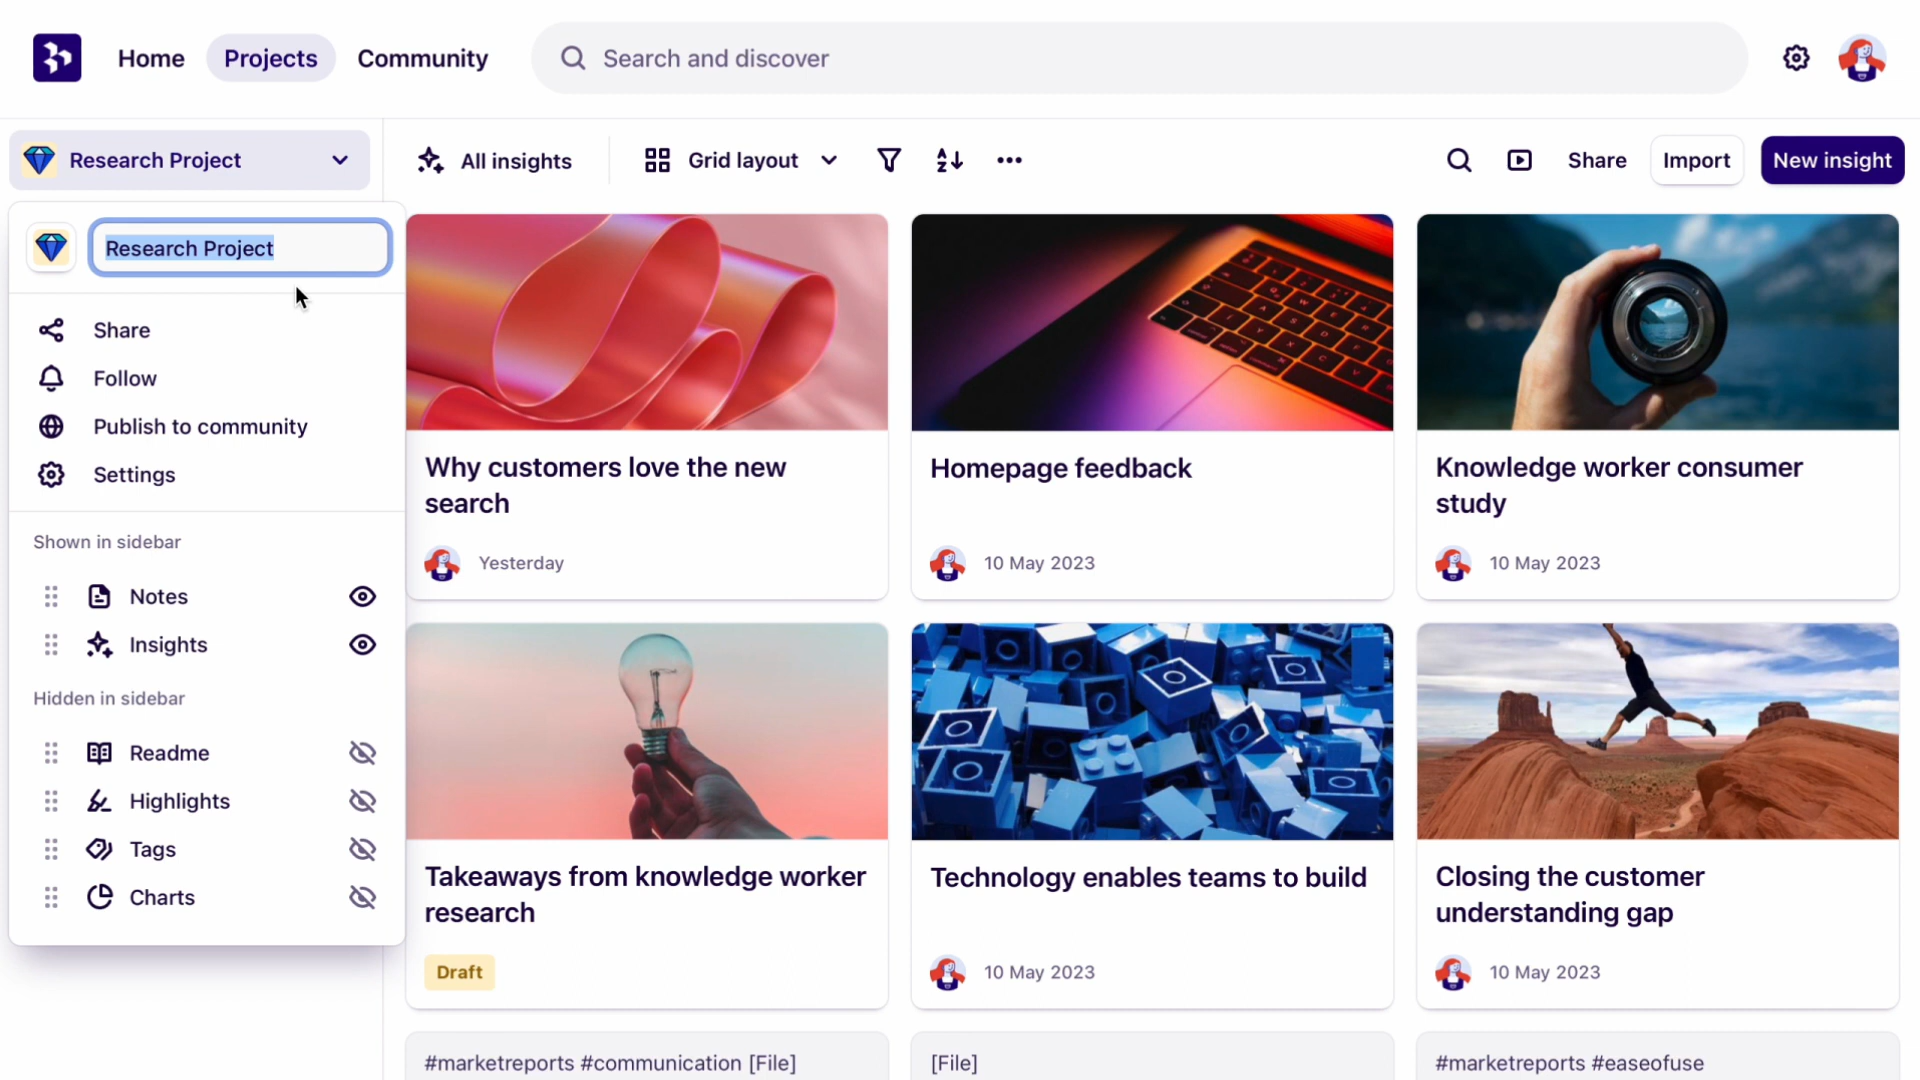 Home
Projects
Community
Search and discover
Research Project
All insights
Grid layout
Share
Import
New insight
Research Project
Share
Follow
Publish to community
Settings
Shown in sidebar
Notes
Insights
Hidden in sidebar
Readme
Highlights
Tags
Charts
Why customers love the new
search
Yesterday
Homepage feedback
10 May 2023
Knowledge worker consumer
study
10 May 2023
Takeaways from knowledge worker
research
Draft
Technology enables teams to build
10 May 2023
Closing the customer
understanding gap
10 May 2023
#marketreports #communication [File]
[File]
#marketreports #easeofuse